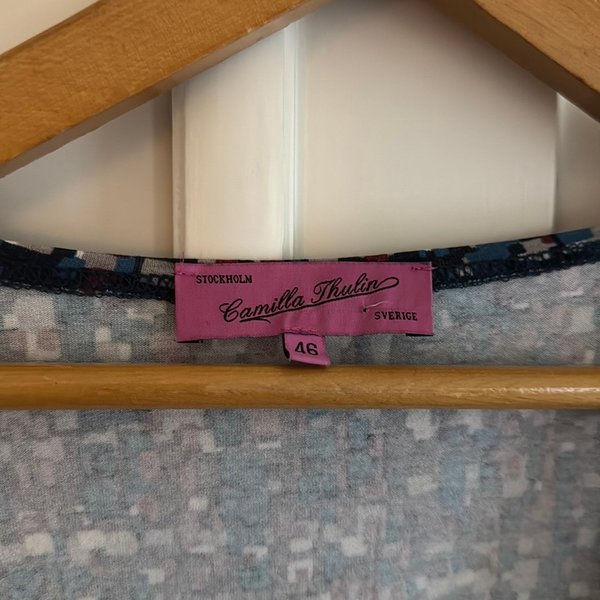 STOCKHOLM
Camilla Thulin
SVERIGE
46